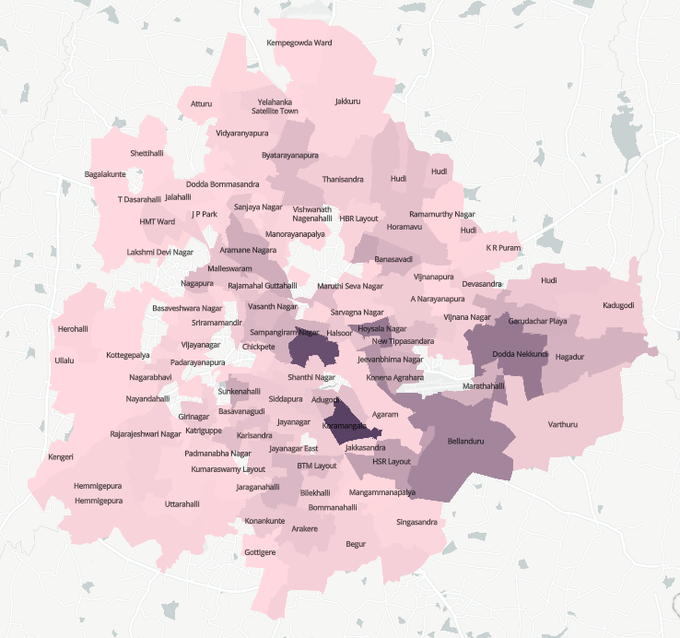 Kempegowda Ward
Atturu
Yelahanka
Satellite Town
Jakkuru
Vidyaranyapura
Shettihalli
Byatarayanapura
Bagalakunte
Dodda Bommasandra
Thanisandra
Hudi
Hudi
T Dasarahalli
Jalahalli
HMT Ward
J P Park
Sanjaya Nagar
Vishwanath
Nagenahalli
HBR Layout
Ramamurthy Nagar
Horamavu
Hudi
Manorayanapalya
Lakshmi Devi Nagar
Aramane Nagara
K R Puram
Banasavadi
Malleswaram
Nagapura
Rajamahal Guttahalli
Maruthi Seva Nagar
Vijnanapura
Devasandra
Hudi
A Narayanapura
Basaveshwara Nagar
Vasanth Nagar
Sarvagna Nagar
Kadugodi
Herohalli
Sriramamandir
Vijnana Nagar
Garudachar Playa
Sampangiram Nagar
Halsoor
Hoysala Nagar
New Tippasandra
Ullalu
Kottegepalya
Vijayanagar
Chickpete
Padarayanapura
Jeevanbhima Nagar
Dodda Nekkundi
Hagadur
Nagarabhavi
Shanthi Nagar
Konena Agrahara
Marathahalli
Nayandahalli
Sunkenahalli
Siddapura
Adugodi
Girinagar
Basavanagudi
Agaram
Rajarajeshwari Nagar
Katriguppe
Karisandra
Jayanagar
Koramangala
Varthuru
Kengeri
Padmanabha Nagar
Jayanagar East
Jakkasandra
Bellanduru
Kumaraswamy Layout
BTM Layout
HSR Layout
Hemmigepura
Jaraganahalli
Bilekhalli
Mangammanapalya
Hemmigepura
Uttarahalli
Bommanahalli
Konankunte
Arakere
Singasandra
Gottigere
Begur